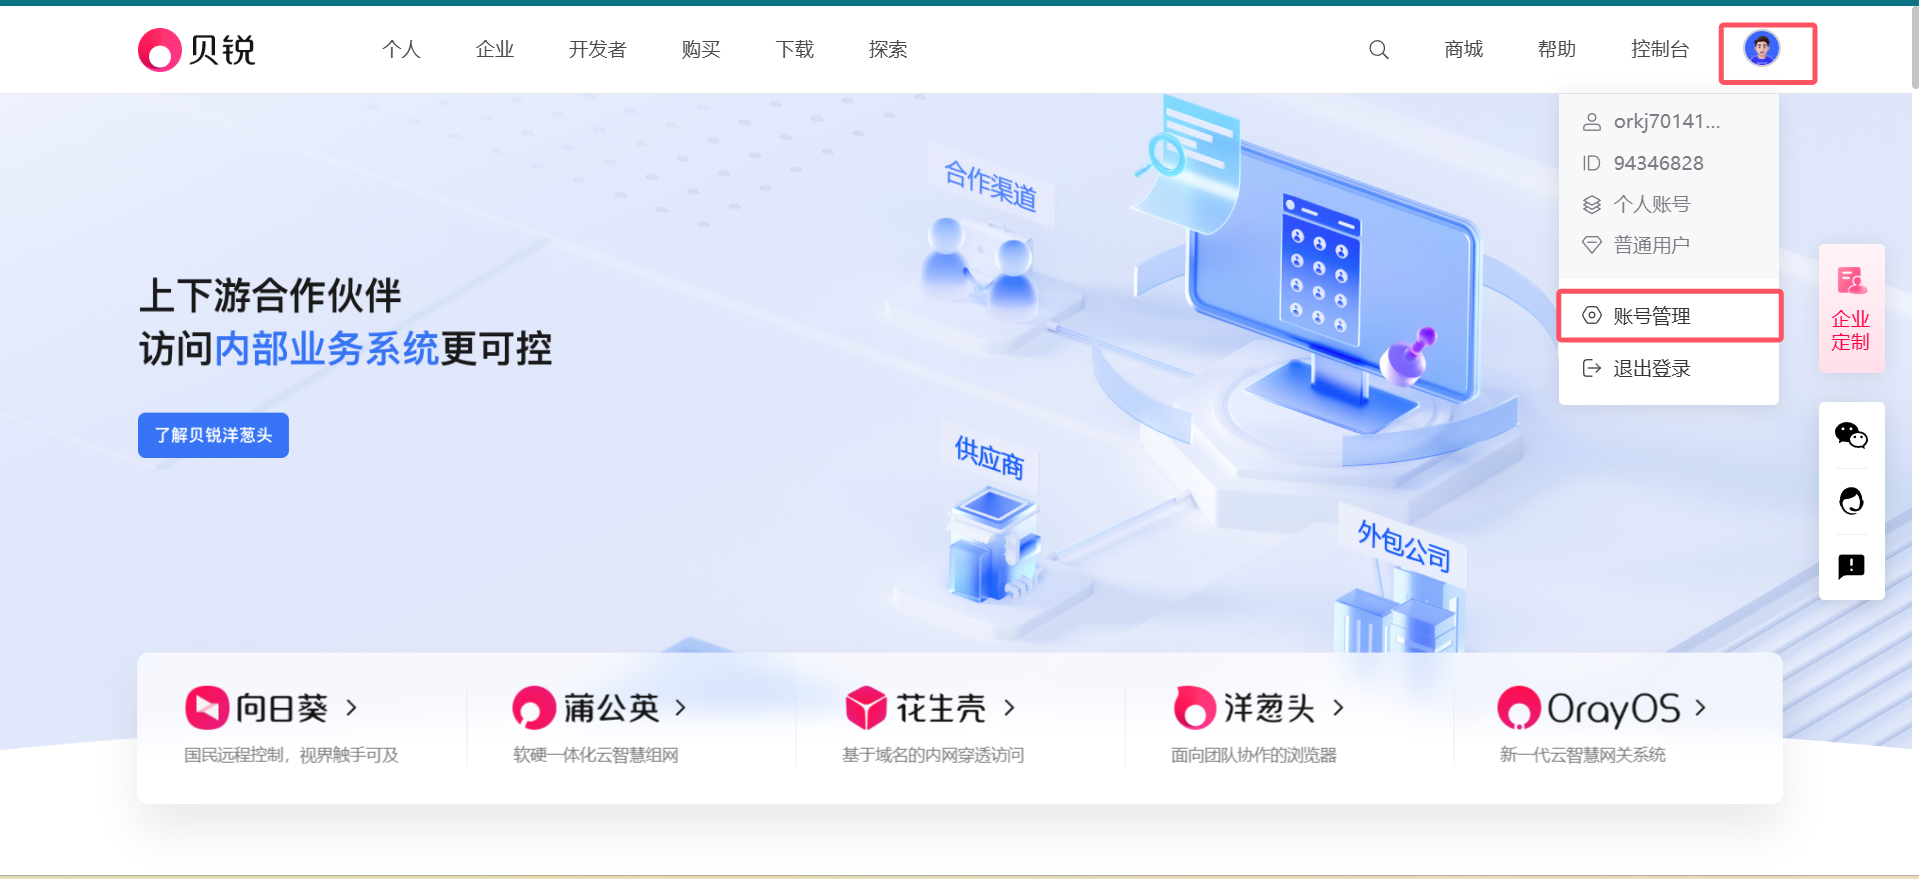 贝锐
个人
企业
开发者
购买
下载
探索
商城
帮助
控制台
orkj70141...
ID 94346828
个人账号
普通用户
账号管理
退出登录
上下游合作伙伴
访问内部业务系统更可控
了解贝锐洋葱头
合作渠道
供应商
外包公司
企业
定制
向日葵
国民远程控制，视界触手可及
蒲公英
软硬一体化云智慧组网
花生壳
基于域名的内网穿透访问
洋葱头
面向团队协作的浏览器
OrayOS
新一代云智慧网关系统